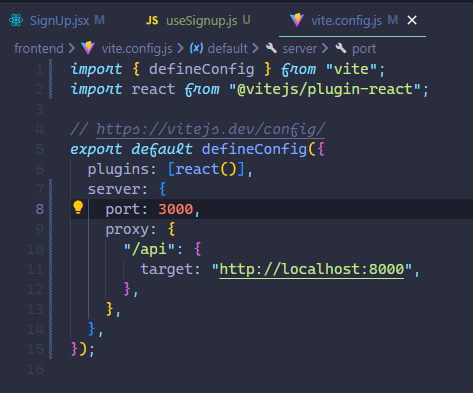 SignUp.jsx M
JS useSignup.js U
vite.config.js M ✕
frontend > vite.config.js > default > server > port
1 import { defineConfig } from "vite";
2 import react from "@vitejs/plugin-react";
3
4 // https://vitejs.dev/config/
5 export default defineConfig({
6 plugins: [react()],
7 server: {
8 port: 3000,
9 proxy: {
10 "/api": {
11 target: "http://localhost:8000",
12 },
13 },
14 },
15 });
16